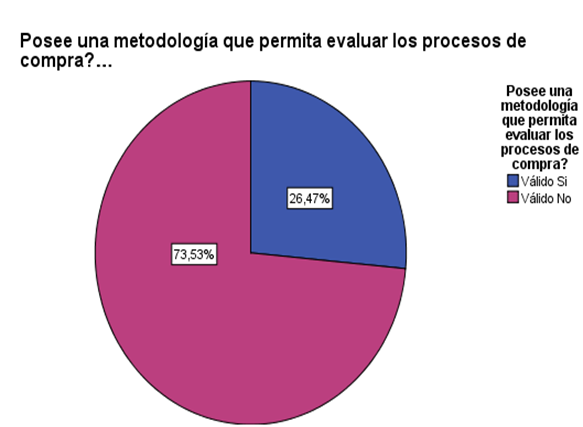 Posee una metodología que permita evaluar los procesos de
compra?...
Posee una
metodología
que permita
evaluar los
procesos de
compra?
Válido Si
Válido No
26,47%
73,53%